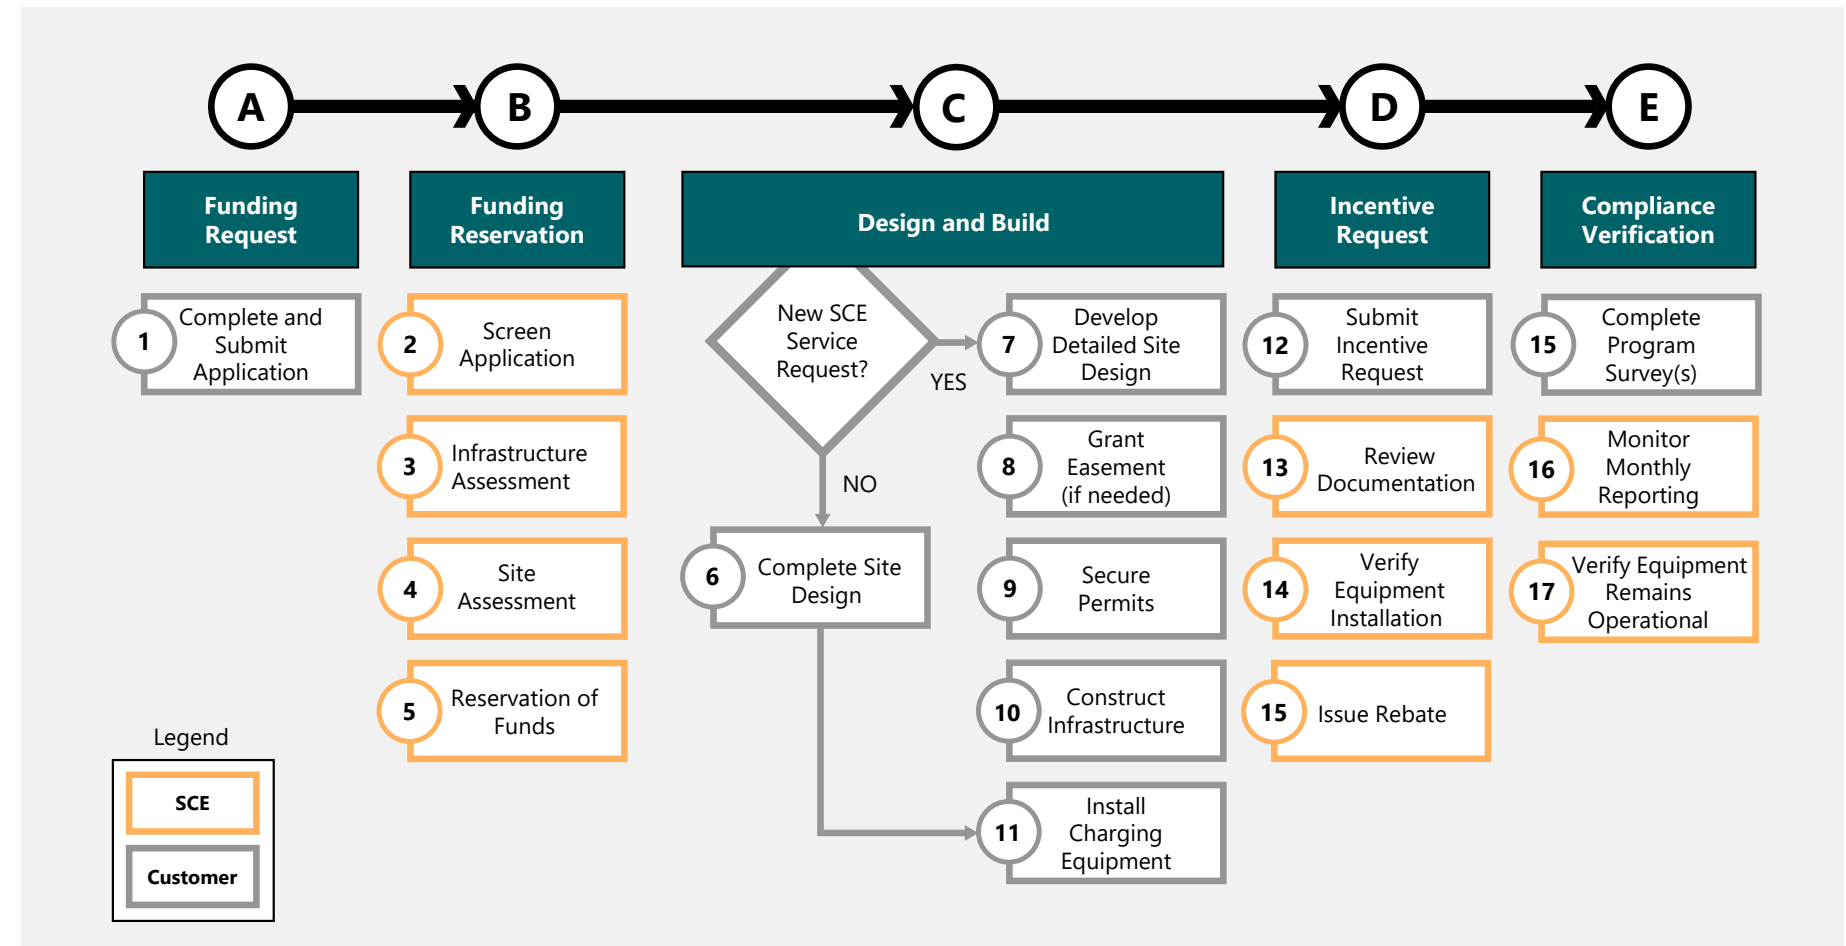 A
B
C
D
E
Funding
Request
Funding
Reservation
Design and Build
Incentive
Request
Compliance
Verification
1
Complete and
Submit
Application
2
Screen
Application
3
Infrastructure
Assessment
4
Site
Assessment
5
Reservation of
Funds
New SCE
Service
Request?
YES
NO
6
Complete Site
Design
7
Develop
Detailed Site
Design
8
Grant
Easement
(if needed)
9
Secure
Permits
10
Construct
Infrastructure
11
Install
Charging
Equipment
12
Submit
Incentive
Request
13
Review
Documentation
14
Verify
Equipment
Installation
15
Issue Rebate
15
Complete
Program
Survey(s)
16
Monitor
Monthly
Reporting
17
Verify Equipment
Remains
Operational
Legend
SCE
Customer